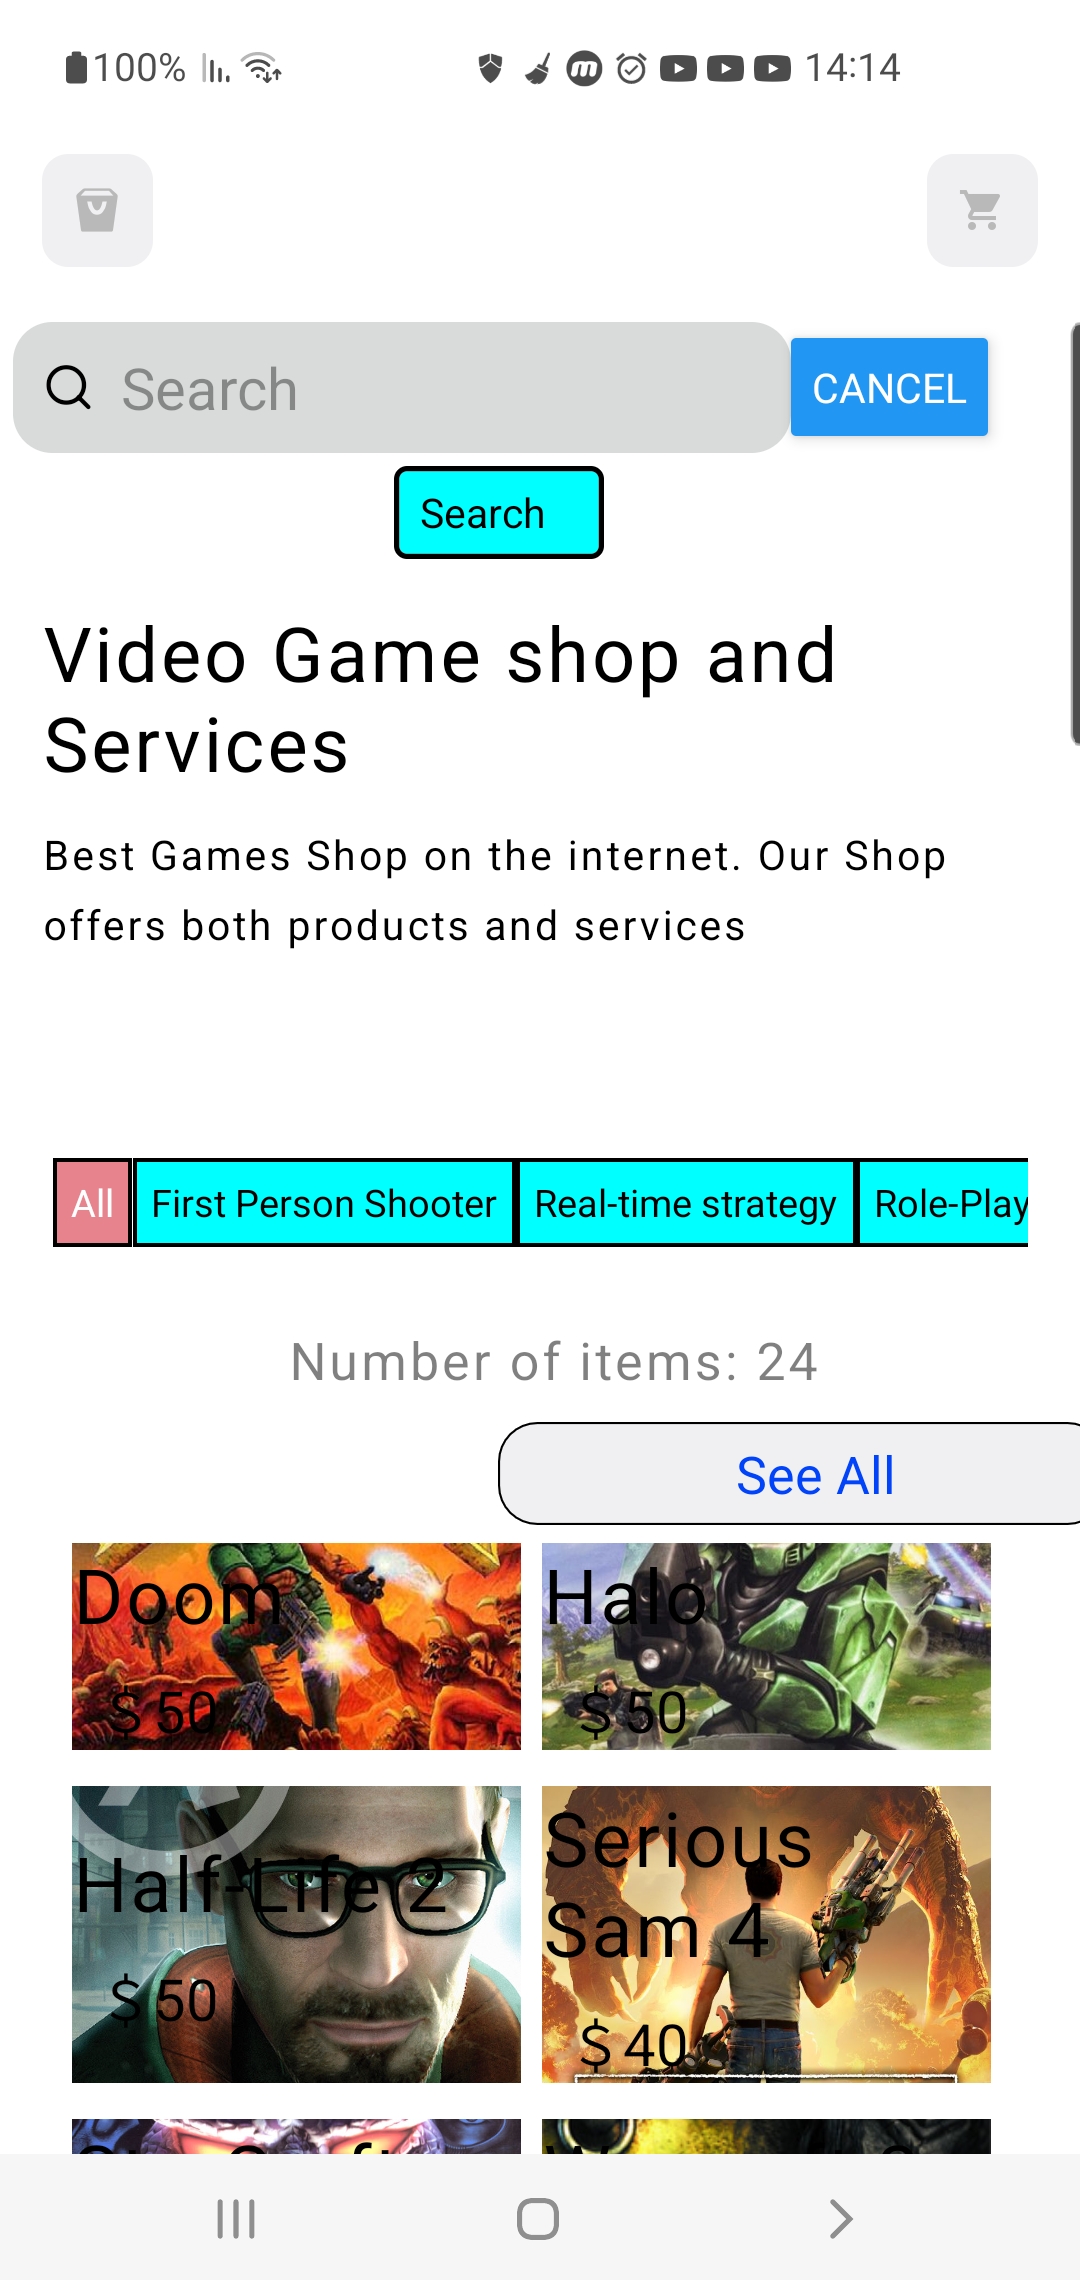 100% 14:14
Search CANCEL
Search
Video Game shop and
Services
Best Games Shop on the internet. Our Shop
offers both products and services
All First Person Shooter Real-time strategy Role-Play
Number of items: 24
See All
Doom Halo
$ 50 $ 50
Half-Life 2 Serious
Sam 4
$ 50 $ 40